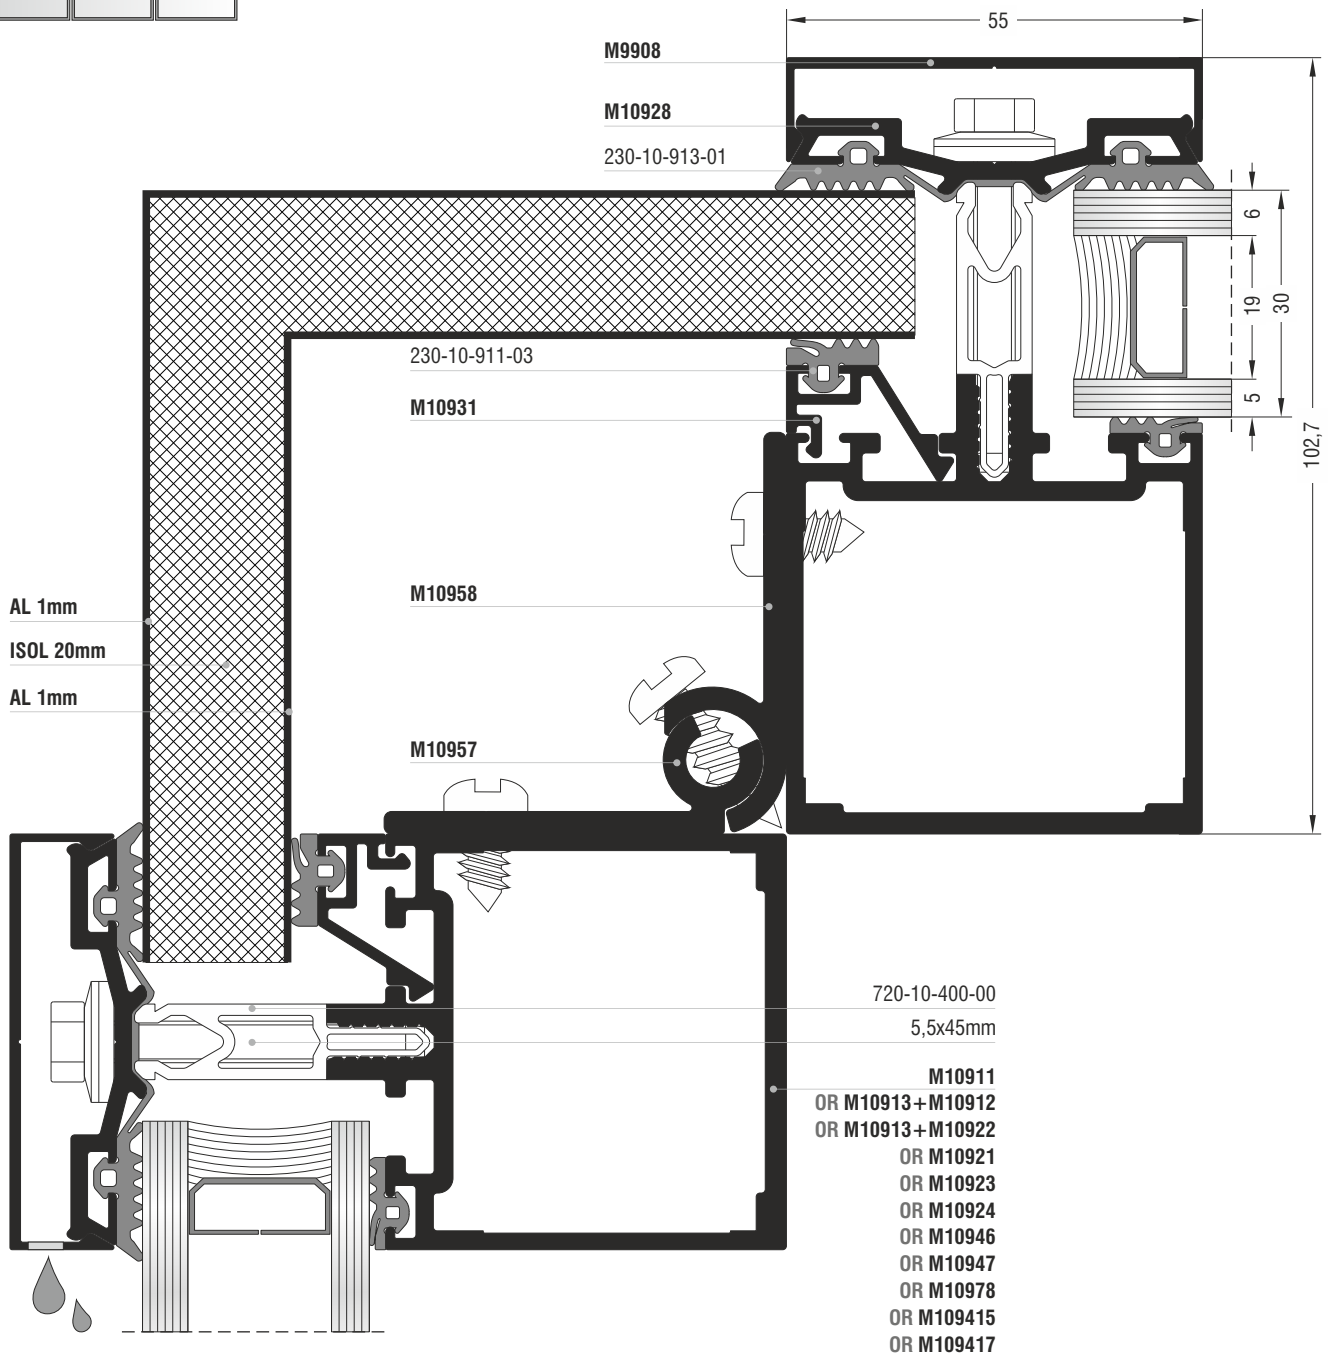 55
M9908
M10928
230-10-913-01
6
19
30
5
102,7
230-10-911-03
M10931
M10958
AL 1mm
ISOL 20mm
AL 1mm
M10957
720-10-400-00
5,5x45mm
M10911
OR M10913+M10912
OR M10913+M10922
OR M10921
OR M10923
OR M10924
OR M10946
OR M10947
OR M10978
OR M109415
OR M109417